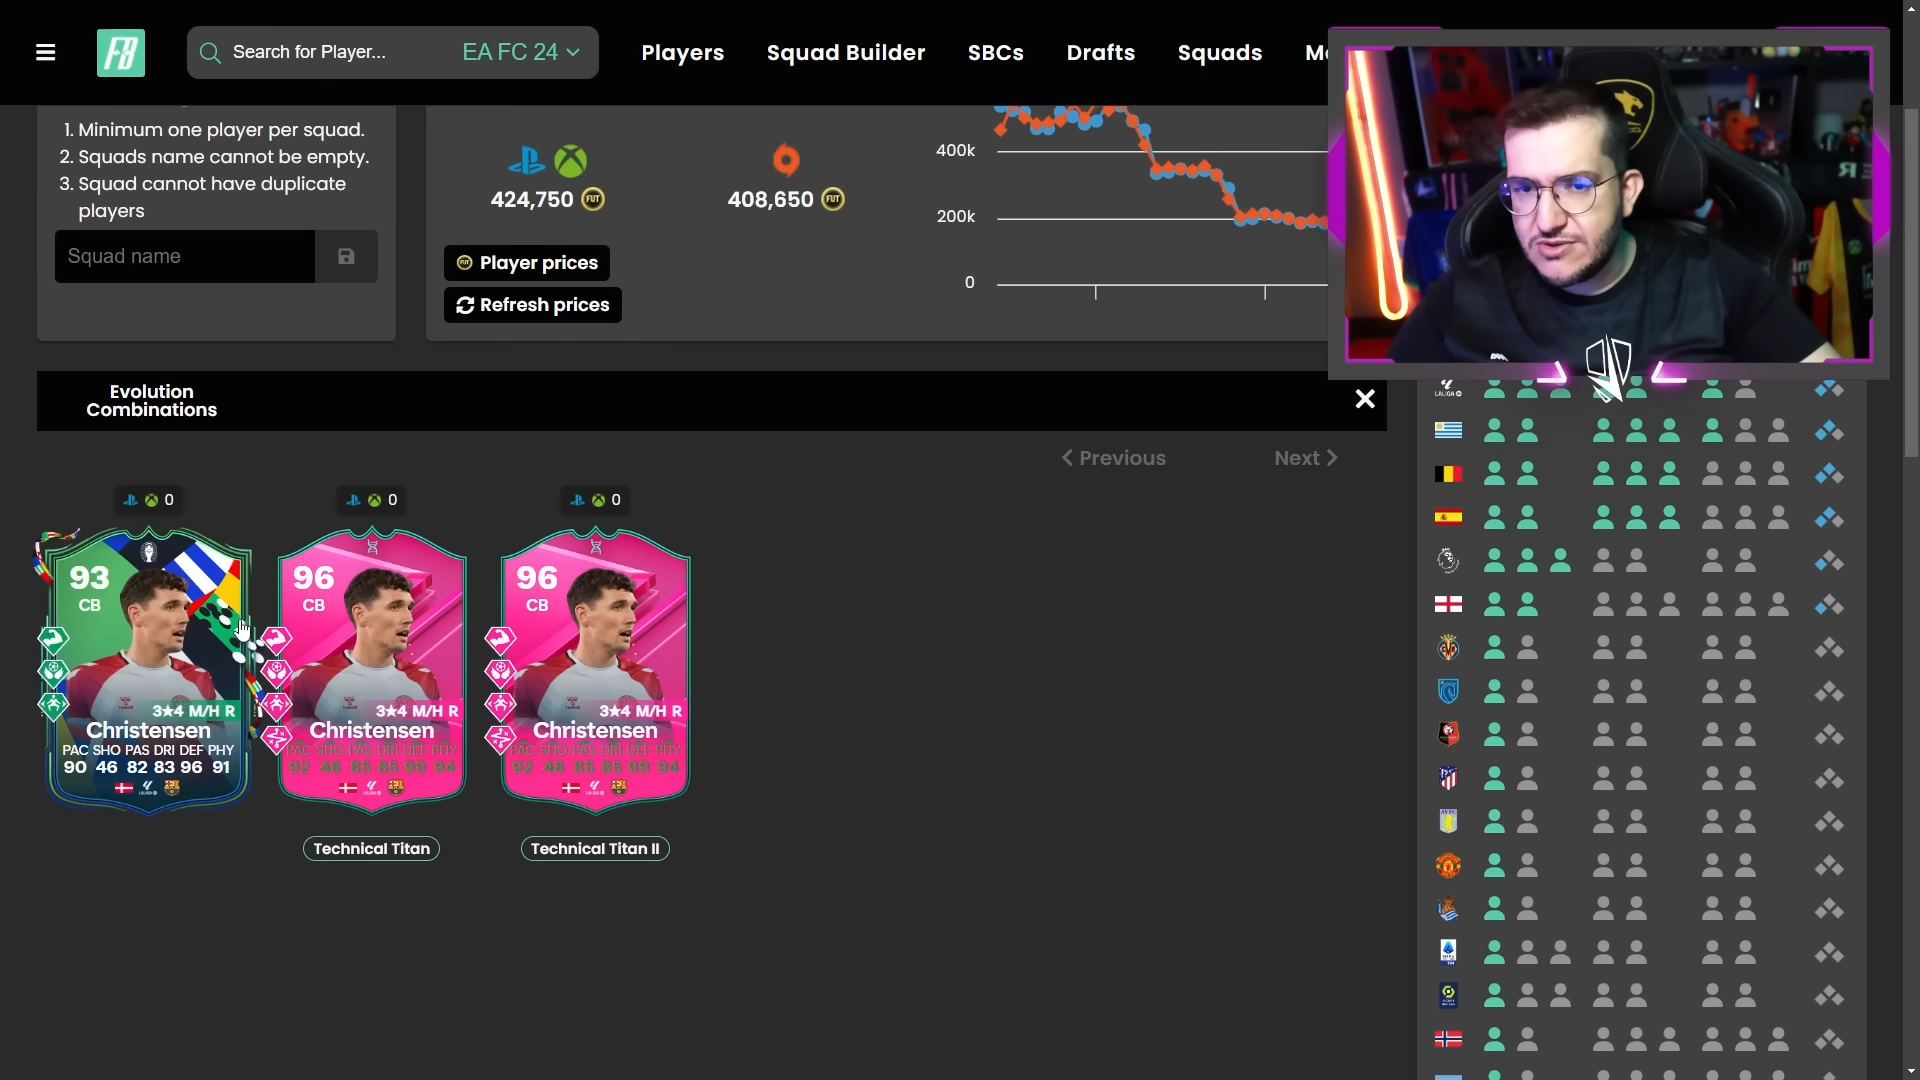 Search for Player...
EA FC 24
Players
Squad Builder
SBCs
Drafts
Squads
1. Minimum one player per squad.
2. Squads name cannot be empty.
3. Squad cannot have duplicate
players
Squad name
424,750
FUT
408,650
FUT
Player prices
Refresh prices
400k
200k
0
Evolution
Combinations
Previous
Next
0
0
0
93
CB
3★4 M/H R
Christensen
PAC SHO PAS DRI DEF PHY
90 46 82 83 96 91
96
CB
3★4 M/H R
Christensen
PAC SHO PAS DRI DEF PHY
92 48 85 85 99 94
Technical Titan
96
CB
3★4 M/H R
Christensen
PAC SHO PAS DRI DEF PHY
92 48 85 85 99 94
Technical Titan II
LALIGA